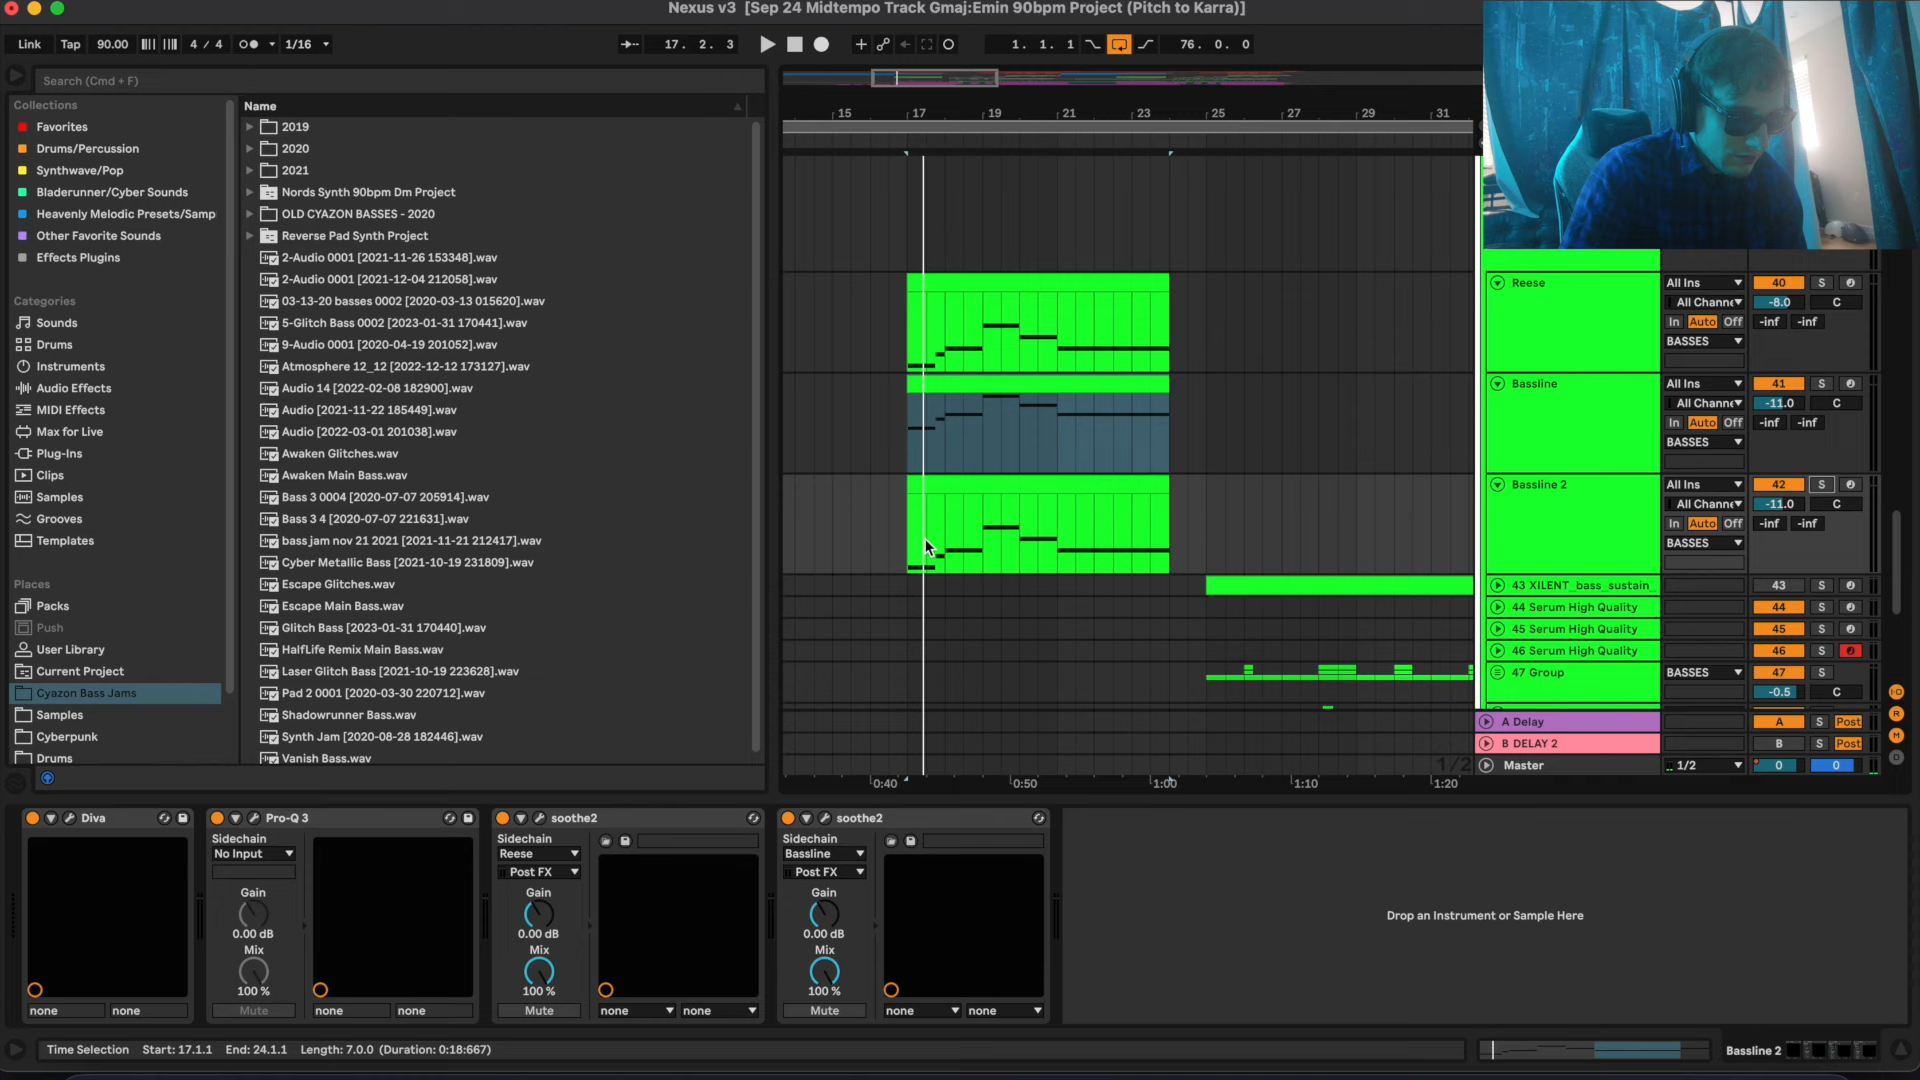 Nexus v3 [Sep 24 Midtempo Track Gmaj:Emin 90bpm Project (Pitch to Karra)]
Link Tap 90.00 4 / 4 1/16 17. 2. 3 1. 1. 1 76. 0. 0
Search (Cmd + F)
Collections
Favorites
Drums/Percussion
Synthwave/Pop
Bladerunner/Cyber Sounds
Heavenly Melodic Presets/Samp
Other Favorite Sounds
Effects Plugins
Categories
Sounds
Drums
Instruments
Audio Effects
MIDI Effects
Max for Live
Plug-Ins
Clips
Samples
Grooves
Templates
Places
Packs
Push
User Library
Current Project
Cyazon Bass Jams
Samples
Cyberpunk
Drums
Name
2019
2020
2021
Nords Synth 90bpm Dm Project
OLD CYAZON BASSES - 2020
Reverse Pad Synth Project
2-Audio 0001 [2021-11-26 153348].wav
2-Audio 0001 [2021-12-04 212058].wav
03-13-20 basses 0002 [2020-03-13 015620].wav
5-Glitch Bass 0002 [2023-01-31 170441].wav
9-Audio 0001 [2020-04-19 201052].wav
Atmosphere 12_12 [2022-12-12 173127].wav
Audio 14 [2022-02-08 182900].wav
Audio [2021-11-22 185449].wav
Audio [2022-03-01 201038].wav
Awaken Glitches.wav
Awaken Main Bass.wav
Bass 3 0004 [2020-07-07 205914].wav
Bass 3 4 [2020-07-07 221631].wav
bass jam nov 21 2021 [2021-11-21 212417].wav
Cyber Metallic Bass [2021-10-19 231809].wav
Escape Glitches.wav
Escape Main Bass.wav
Glitch Bass [2023-01-31 170440].wav
HalfLife Remix Main Bass.wav
Laser Glitch Bass [2021-10-19 223628].wav
Pad 2 0001 [2020-03-30 220712].wav
Shadowrunner Bass.wav
Synth Jam [2020-08-28 182446].wav
Vanish Bass.wav
15 17 19 21 23 25 27 29 31
Reese All Ins 40 S
All Channe -8.0 C
In Auto Off -inf -inf
BASSES
Bassline All Ins 41 S
All Channe -11.0 C
In Auto Off -inf -inf
BASSES
Bassline 2 All Ins 42 S
All Channe -11.0 C
In Auto Off -inf -inf
BASSES
43 XILENT_bass_sustain_ 43 S
44 Serum High Quality 44 S
45 Serum High Quality 45 S
46 Serum High Quality 46 S
47 Group BASSES 47 S
-0.5 C
A Delay A S Post
B DELAY 2 B S Post
1/2 Master 1/2 0 0
0:40 0:50 1:00 1:10 1:20
Diva
none none
Pro-Q 3
Sidechain
No Input
Gain
0.00 dB
Mix
100 %
Mute none none
soothe2
Sidechain
Reese
Post FX
Gain
0.00 dB
Mix
100 %
Mute none none
soothe2
Sidechain
Bassline
Post FX
Gain
0.00 dB
Mix
100 %
Mute none none
Drop an Instrument or Sample Here
Time Selection Start: 17.1.1 End: 24.1.1 Length: 7.0.0 (Duration: 0:18:667)
Bassline 2